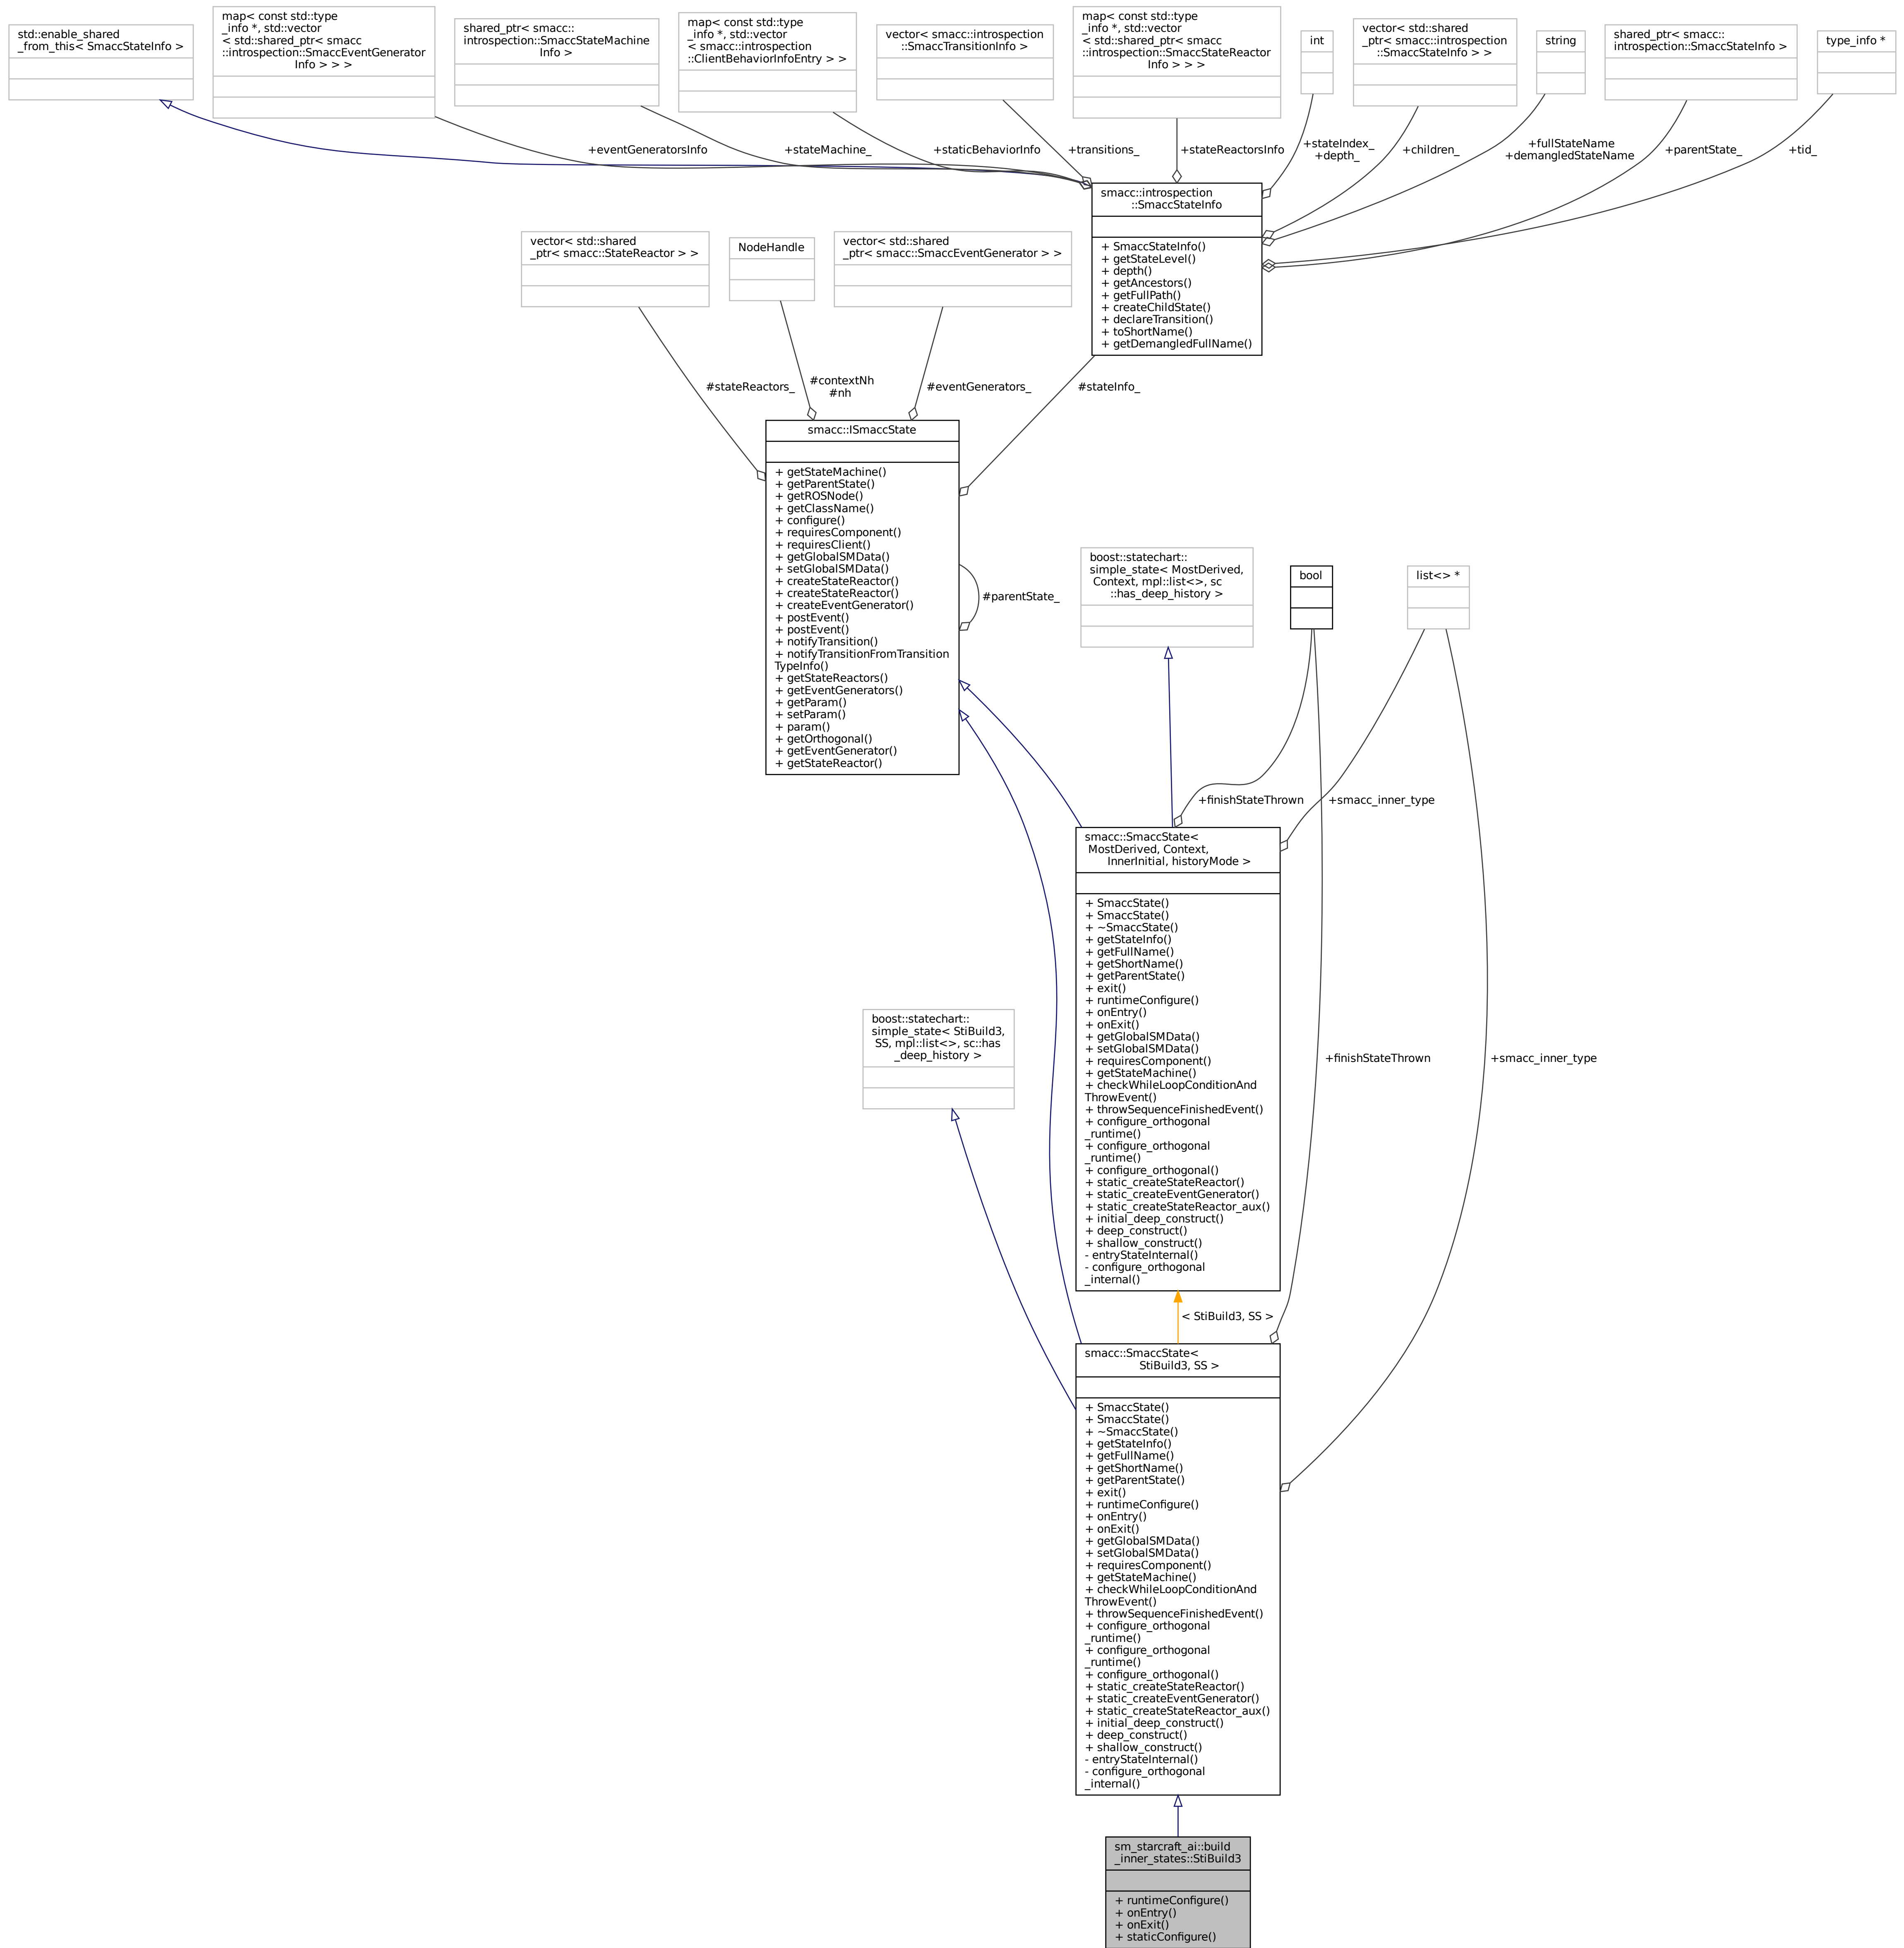 std::enable_shared
_from_this< SmaccStateInfo >
map< const std::type
_info *, std::vector
< std::shared_ptr< smacc
::introspection::SmaccEventGenerator
Info > > >
shared_ptr< smacc::
introspection::SmaccStateMachine
Info >
map< const std::type
_info *, std::vector
< smacc::introspection
::ClientBehaviorInfoEntry > >
vector< smacc::introspection
::SmaccTransitionInfo >
map< const std::type
_info *, std::vector
< std::shared_ptr< smacc
::introspection::SmaccStateReactor
Info > > >
int
vector< std::shared
_ptr< smacc::introspection
::SmaccStateInfo > >
string
shared_ptr< smacc::
introspection::SmaccStateInfo >
type_info *
+eventGeneratorsInfo
+stateMachine_
+staticBehaviorInfo
+transitions_
+stateReactorsInfo
+stateIndex_
+depth_
+children_
+fullStateName
+demangledStateName
+parentState_
+tid_
smacc::introspection
::SmaccStateInfo
+ SmaccStateInfo()
+ getStateLevel()
+ depth()
+ getAncestors()
+ getFullPath()
+ createChildState()
+ declareTransition()
+ toShortName()
+ getDemangledFullName()
vector< std::shared
_ptr< smacc::StateReactor > >
NodeHandle
vector< std::shared
_ptr< smacc::SmaccEventGenerator > >
#stateReactors_
#contextNh
#nh
#eventGenerators_
#stateInfo_
smacc::ISmaccState
+ getStateMachine()
+ getParentState()
+ getROSNode()
+ getClassName()
+ configure()
+ requiresComponent()
+ requiresClient()
+ getGlobalSMData()
+ setGlobalSMData()
+ createStateReactor()
+ createStateReactor()
+ createEventGenerator()
+ postEvent()
+ postEvent()
+ notifyTransition()
+ notifyTransitionFromTransition
TypeInfo()
+ getStateReactors()
+ getEventGenerators()
+ getParam()
+ setParam()
+ param()
+ getOrthogonal()
+ getEventGenerator()
+ getStateReactor()
#parentState_
boost::statechart::
simple_state< MostDerived,
Context, mpl::list<>, sc
::has_deep_history >
bool
list<> *
+finishStateThrown
+smacc_inner_type
smacc::SmaccState<
MostDerived, Context,
InnerInitial, historyMode >
+ SmaccState()
+ SmaccState()
+ ~SmaccState()
+ getStateInfo()
+ getFullName()
+ getShortName()
+ getParentState()
+ exit()
+ runtimeConfigure()
+ onEntry()
+ onExit()
+ getGlobalSMData()
+ setGlobalSMData()
+ requiresComponent()
+ getStateMachine()
+ checkWhileLoopConditionAnd
ThrowEvent()
+ throwSequenceFinishedEvent()
+ configure_orthogonal
_runtime()
+ configure_orthogonal
_runtime()
+ configure_orthogonal()
+ static_createStateReactor()
+ static_createEventGenerator()
+ static_createStateReactor_aux()
+ initial_deep_construct()
+ deep_construct()
+ shallow_construct()
- entryStateInternal()
- configure_orthogonal
_internal()
boost::statechart::
simple_state< StiBuild3,
SS, mpl::list<>, sc::has
_deep_history >
+finishStateThrown
+smacc_inner_type
< StiBuild3, SS >
smacc::SmaccState<
StiBuild3, SS >
+ SmaccState()
+ SmaccState()
+ ~SmaccState()
+ getStateInfo()
+ getFullName()
+ getShortName()
+ getParentState()
+ exit()
+ runtimeConfigure()
+ onEntry()
+ onExit()
+ getGlobalSMData()
+ setGlobalSMData()
+ requiresComponent()
+ getStateMachine()
+ checkWhileLoopConditionAnd
ThrowEvent()
+ throwSequenceFinishedEvent()
+ configure_orthogonal
_runtime()
+ configure_orthogonal
_runtime()
+ configure_orthogonal()
+ static_createStateReactor()
+ static_createEventGenerator()
+ static_createStateReactor_aux()
+ initial_deep_construct()
+ deep_construct()
+ shallow_construct()
- entryStateInternal()
- configure_orthogonal
_internal()
sm_starcraft_ai::build
_inner_states::StiBuild3
+ runtimeConfigure()
+ onEntry()
+ onExit()
+ staticConfigure()